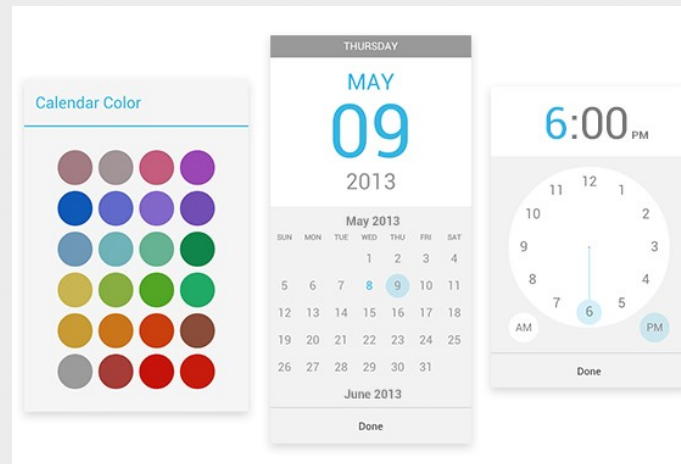 Calendar Color
THURSDAY
MAY
09
2013
May 2013
SUN MON TUE WED THU FRI SAT
1 2 3 4
5 6 7 8 9 10 11
12 13 14 15 16 17 18
19 20 21 22 23 24 25
26 27 28 29 30 31
June 2013
Done
6:00 PM
12
11 1
10 2
9 3
8 4
7 5
6
AM PM
Done